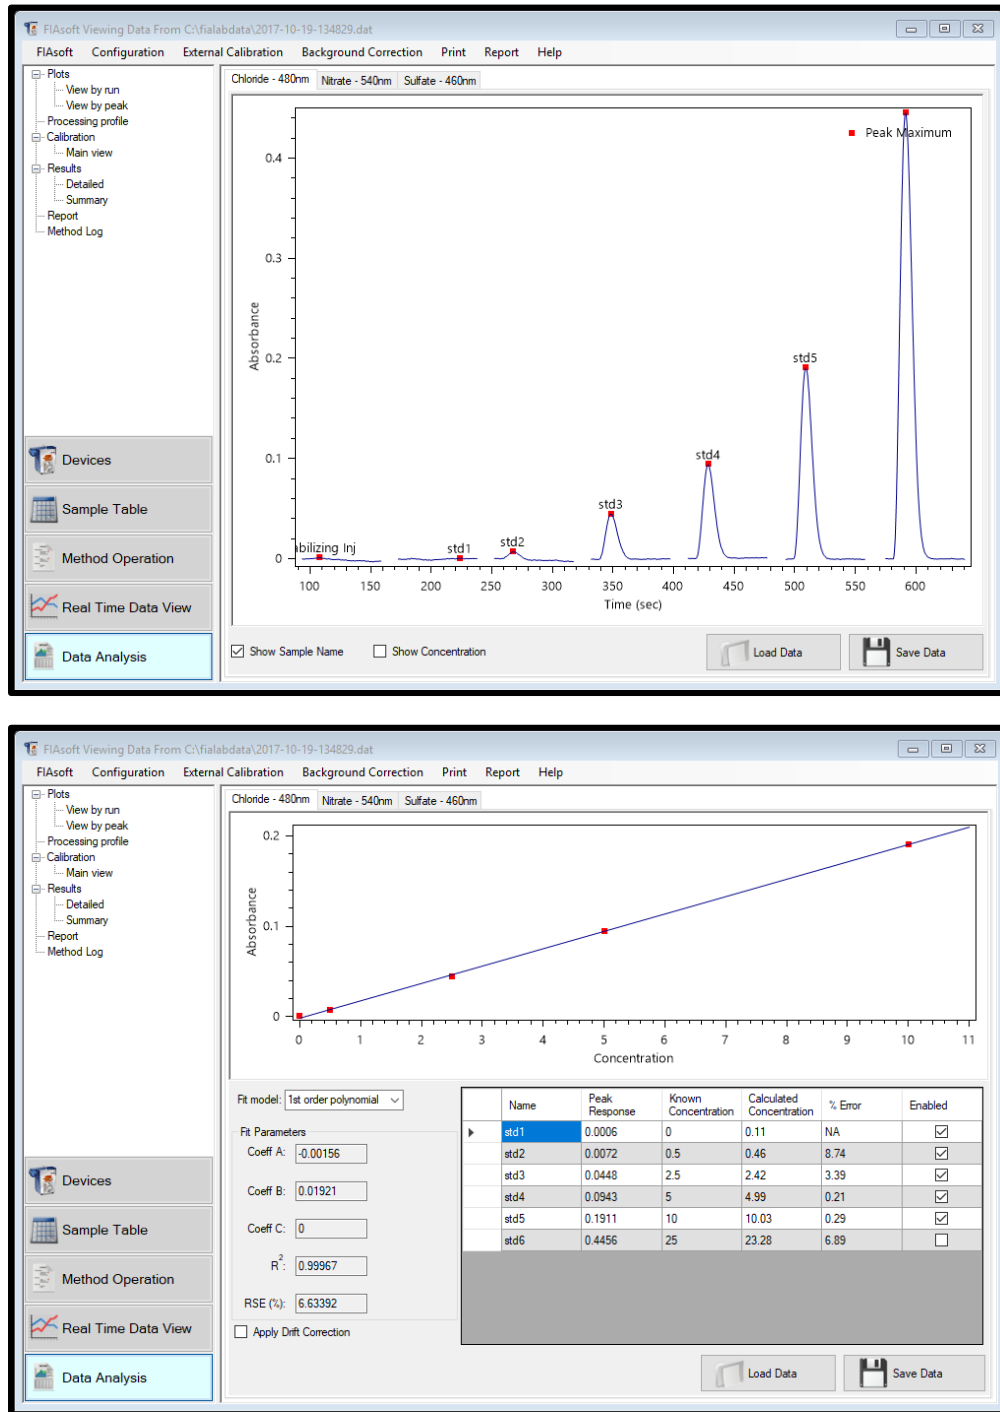 FIAsoft Viewing Data From C:\fialabdata\2017-10-19-134829.dat
FIAsoft Configuration External Calibration Background Correction Print Report Help
Plots
View by run
View by peak
Processing profile
Calibration
Main view
Results
Detailed
Summary
Report
Method Log
Devices
Sample Table
Method Operation
Real Time Data View
Data Analysis
Chloride - 480nm Nitrate - 540nm Sulfate - 460nm
Peak Maximum
0.4
0.3
0.2
0.1
0
Absorbance
abilizing Inj std1 std2 std3 std4 std5
100 150 200 250 300 350 400 450 500 550 600
Time (sec)
Show Sample Name Show Concentration Load Data Save Data
FIAsoft Viewing Data From C:\fialabdata\2017-10-19-134829.dat
FIAsoft Configuration External Calibration Background Correction Print Report Help
Plots
View by run
View by peak
Processing profile
Calibration
Main view
Results
Detailed
Summary
Report
Method Log
Devices
Sample Table
Method Operation
Real Time Data View
Data Analysis
Chloride - 480nm Nitrate - 540nm Sulfate - 460nm
0.2
0.1
0
Absorbance
0 1 2 3 4 5 6 7 8 9 10 11
Concentration
Fit model: 1st order polynomial
Fit Parameters
Coeff A: -0.00156
Coeff B: 0.01921
Coeff C: 0
R2: 0.99967
RSE (%): 6.63392
Apply Drift Correction
Name Peak Response Known Concentration Calculated Concentration % Error Enabled
std1 0.0006 0 0.11 NA
std2 0.0072 0.5 0.46 8.74
std3 0.0448 2.5 2.42 3.39
std4 0.0943 5 4.99 0.21
std5 0.1911 10 10.03 0.29
std6 0.4456 25 23.28 6.89
Load Data Save Data